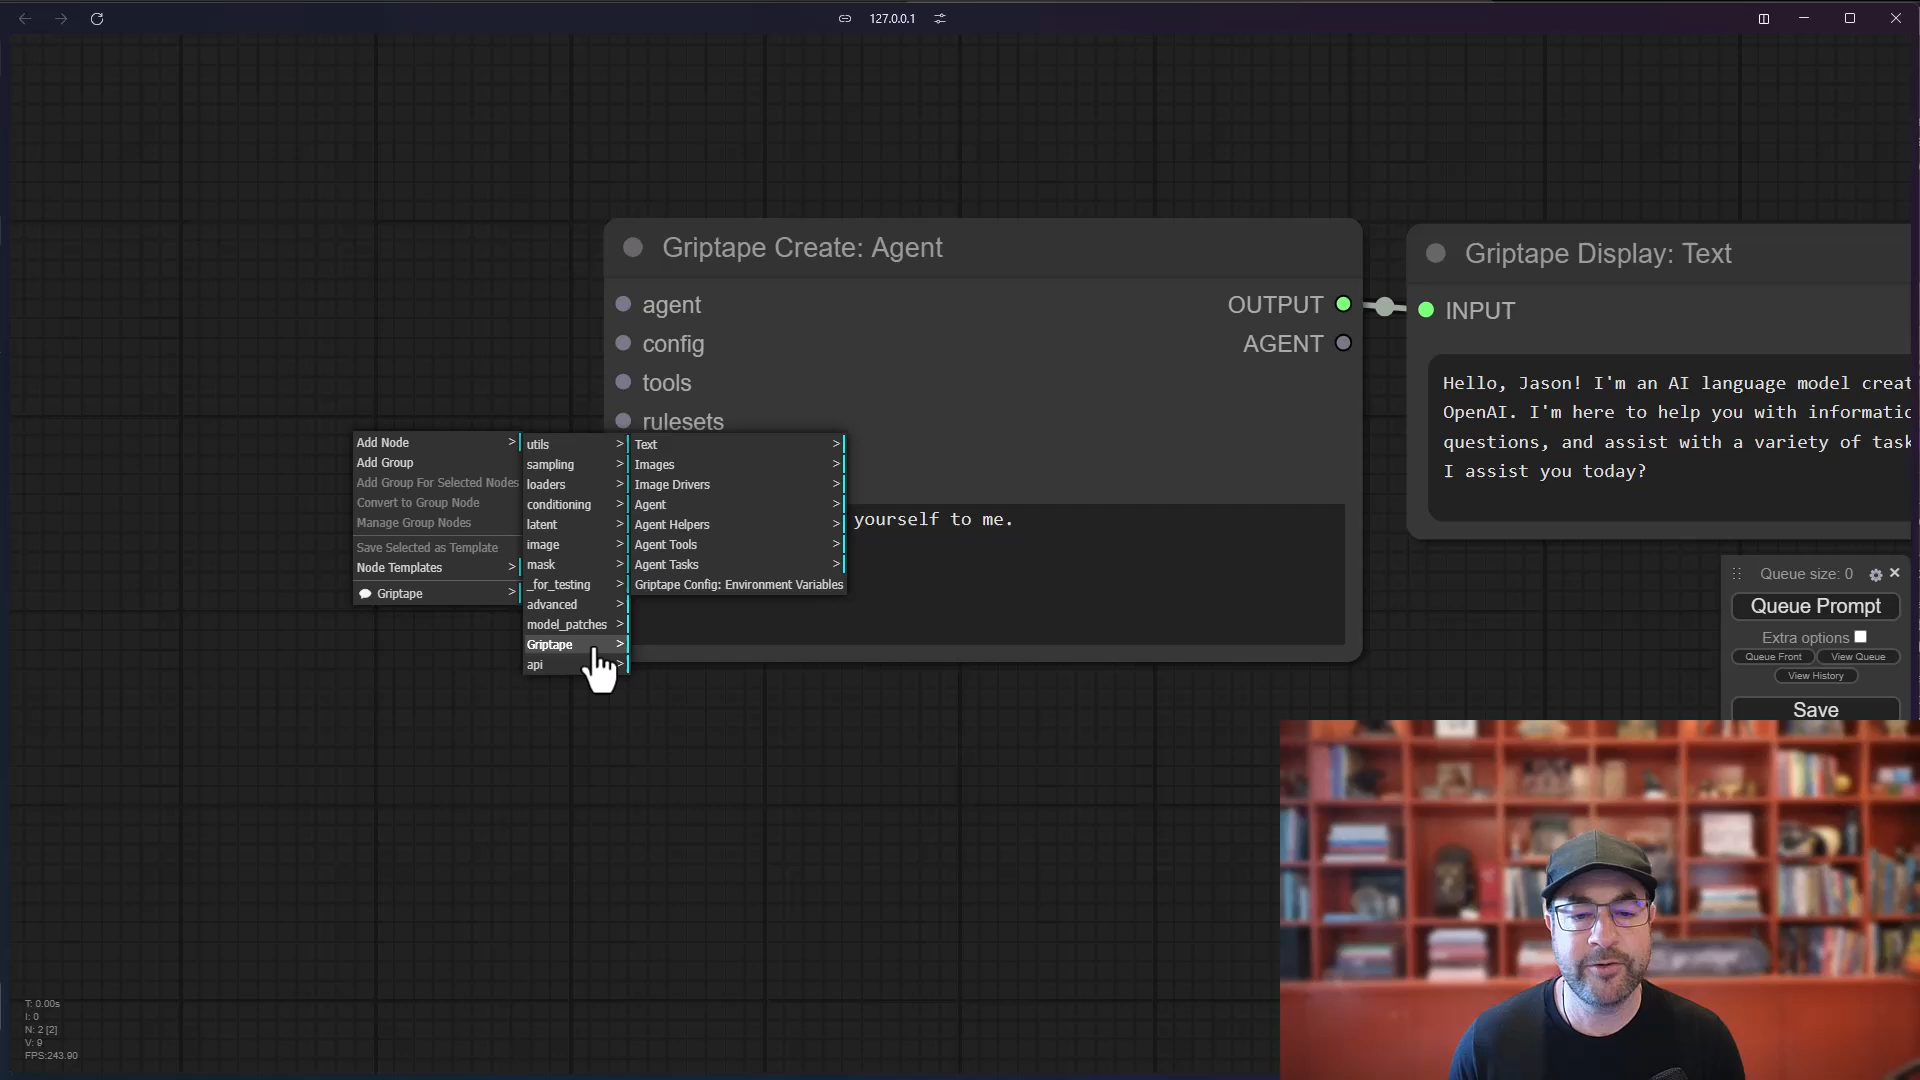 127.0.0.1
Griptape Create: Agent
agent
OUTPUT
config
AGENT
tools
rulesets
yourself to me.
Griptape Display: Text
INPUT
Hello, Jason! I'm an AI language model creat
OpenAI. I'm here to help you with informatio
questions, and assist with a variety of task
I assist you today?
Add Node >
Add Group
Add Group For Selected Nodes
Convert to Group Node
Manage Group Nodes
Save Selected as Template
Node Templates >
Griptape >
utils >
sampling >
loaders >
conditioning >
latent >
image >
mask >
_for_testing >
advanced >
model_patches >
Griptape >
api >
Text >
Images >
Image Drivers >
Agent >
Agent Helpers >
Agent Tools >
Agent Tasks >
Griptape Config: Environment Variables
Queue size: 0
Queue Prompt
Extra options
Queue Front
View Queue
View History
Save
T: 0.00s
I: 0
N: 2 [2]
V: 9
FPS:243.90